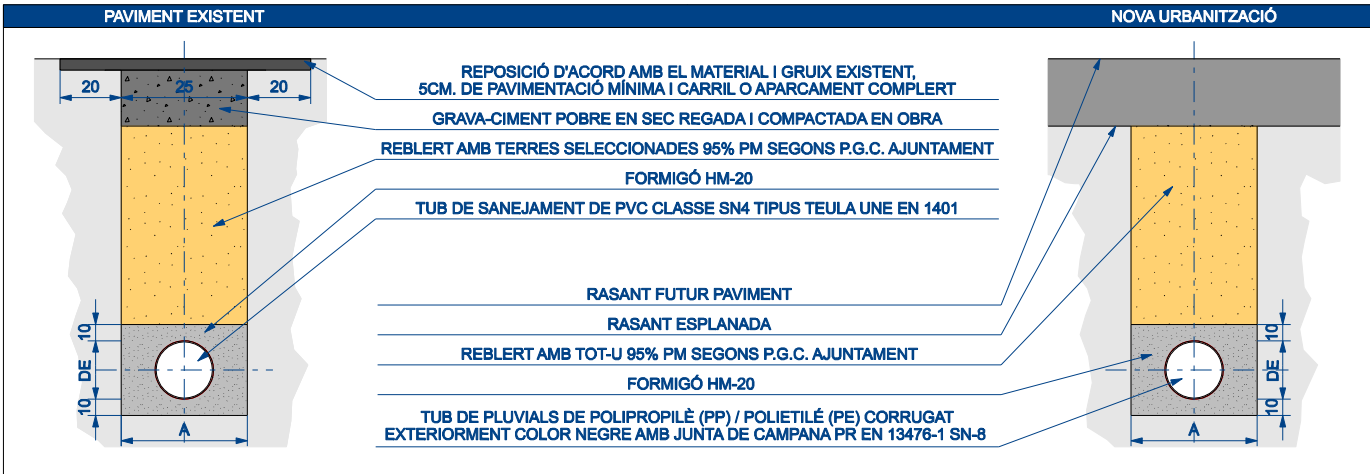 PAVIMENT EXISTENT
NOVA URBANITZACIÓ
20
25
20
REPOSICIÓ D'ACORD AMB EL MATERIAL I GRUIX EXISTENT,
5CM. DE PAVIMENTACIÓ MÍNIMA I CARRIL O APARCAMENT COMPLERT
GRAVA-CIMENT POBRE EN SEC REGADA I COMPACTADA EN OBRA
REBLERT AMB TERRES SELECCIONADES 95% PM SEGONS P.G.C. AJUNTAMENT
FORMIGÓ HM-20
TUB DE SANEJAMENT DE PVC CLASSE SN4 TIPUS TEULA UNE EN 1401
RASANT FUTUR PAVIMENT
RASANT ESPLANADA
REBLERT AMB TOT-U 95% PM SEGONS P.G.C. AJUNTAMENT
FORMIGÓ HM-20
TUB DE PLUVIALS DE POLIPROPILÈ (PP) / POLIETILÉ (PE) CORRUGAT
EXTERIORMENT COLOR NEGRE AMB JUNTA DE CAMPANA PR EN 13476-1 SN-8
10
DE
10
A
10
DE
10
A